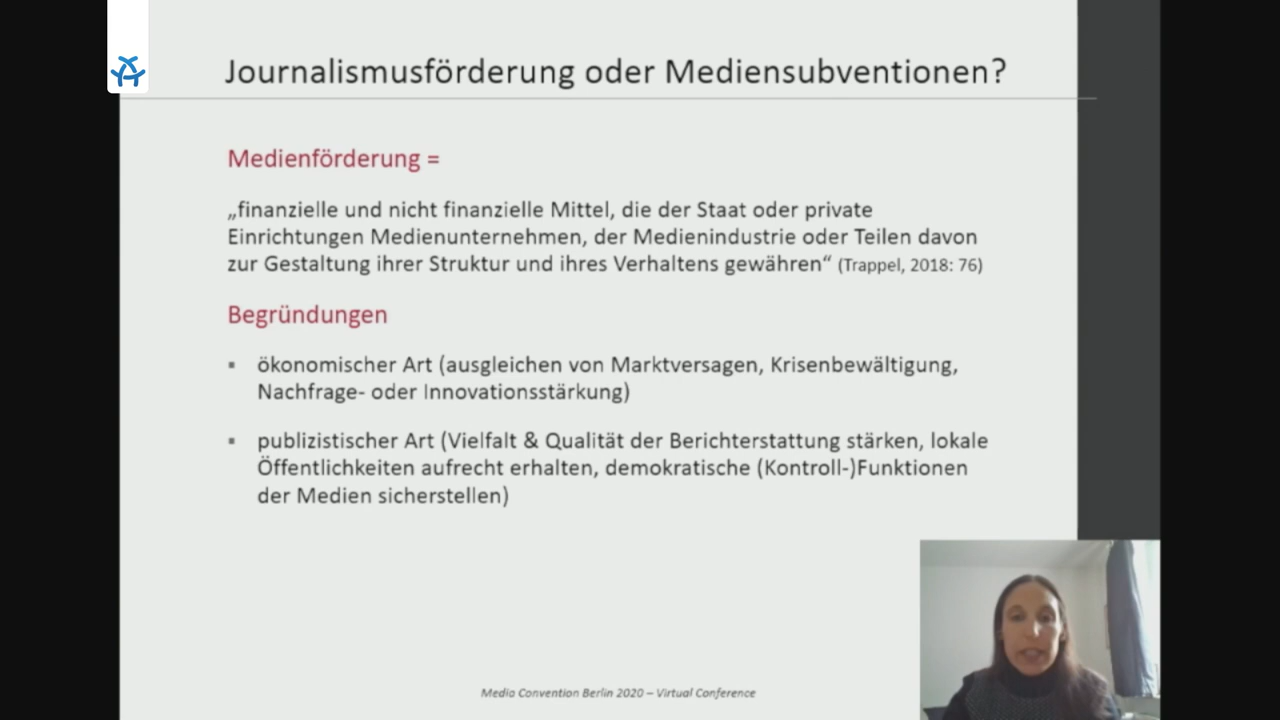 Journalismusförderung oder Mediensubventionen?
Medienförderung =
„finanzielle und nicht finanzielle Mittel, die der Staat oder private
Einrichtungen Medienunternehmen, der Medienindustrie oder Teilen davon
zur Gestaltung ihrer Struktur und ihres Verhaltens gewähren“ (Trappel, 2018: 76)
Begründungen
▪ ökonomischer Art (ausgleichen von Marktversagen, Krisenbewältigung,
Nachfrage- oder Innovationsstärkung)
▪ publizistischer Art (Vielfalt & Qualität der Berichterstattung stärken, lokale
Öffentlichkeiten aufrecht erhalten, demokratische (Kontroll-)Funktionen
der Medien sicherstellen)
Media Convention Berlin 2020 – Virtual Conference